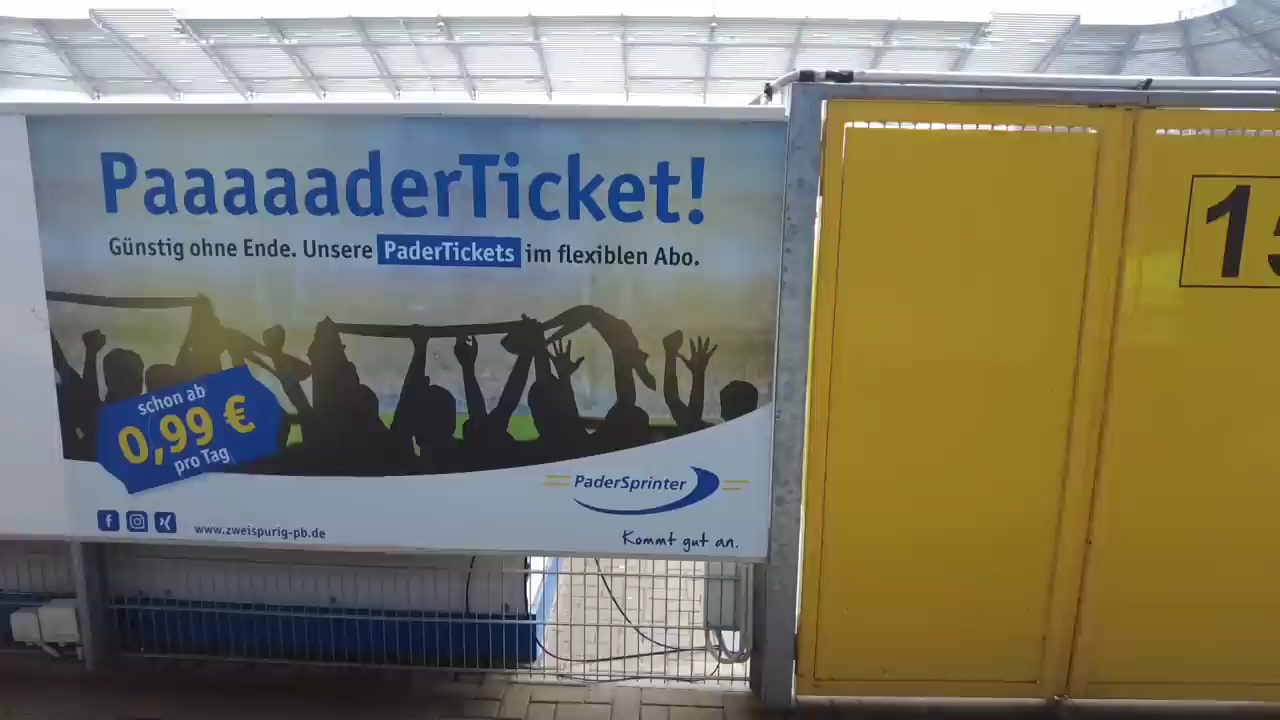 PaaaaaderTicket!
Günstig ohne Ende. Unsere PaderTickets im flexiblen Abo.
schon ab
0,99 €
pro Tag
PaderSprinter
www.zweispurig-pb.de
Kommt gut an.